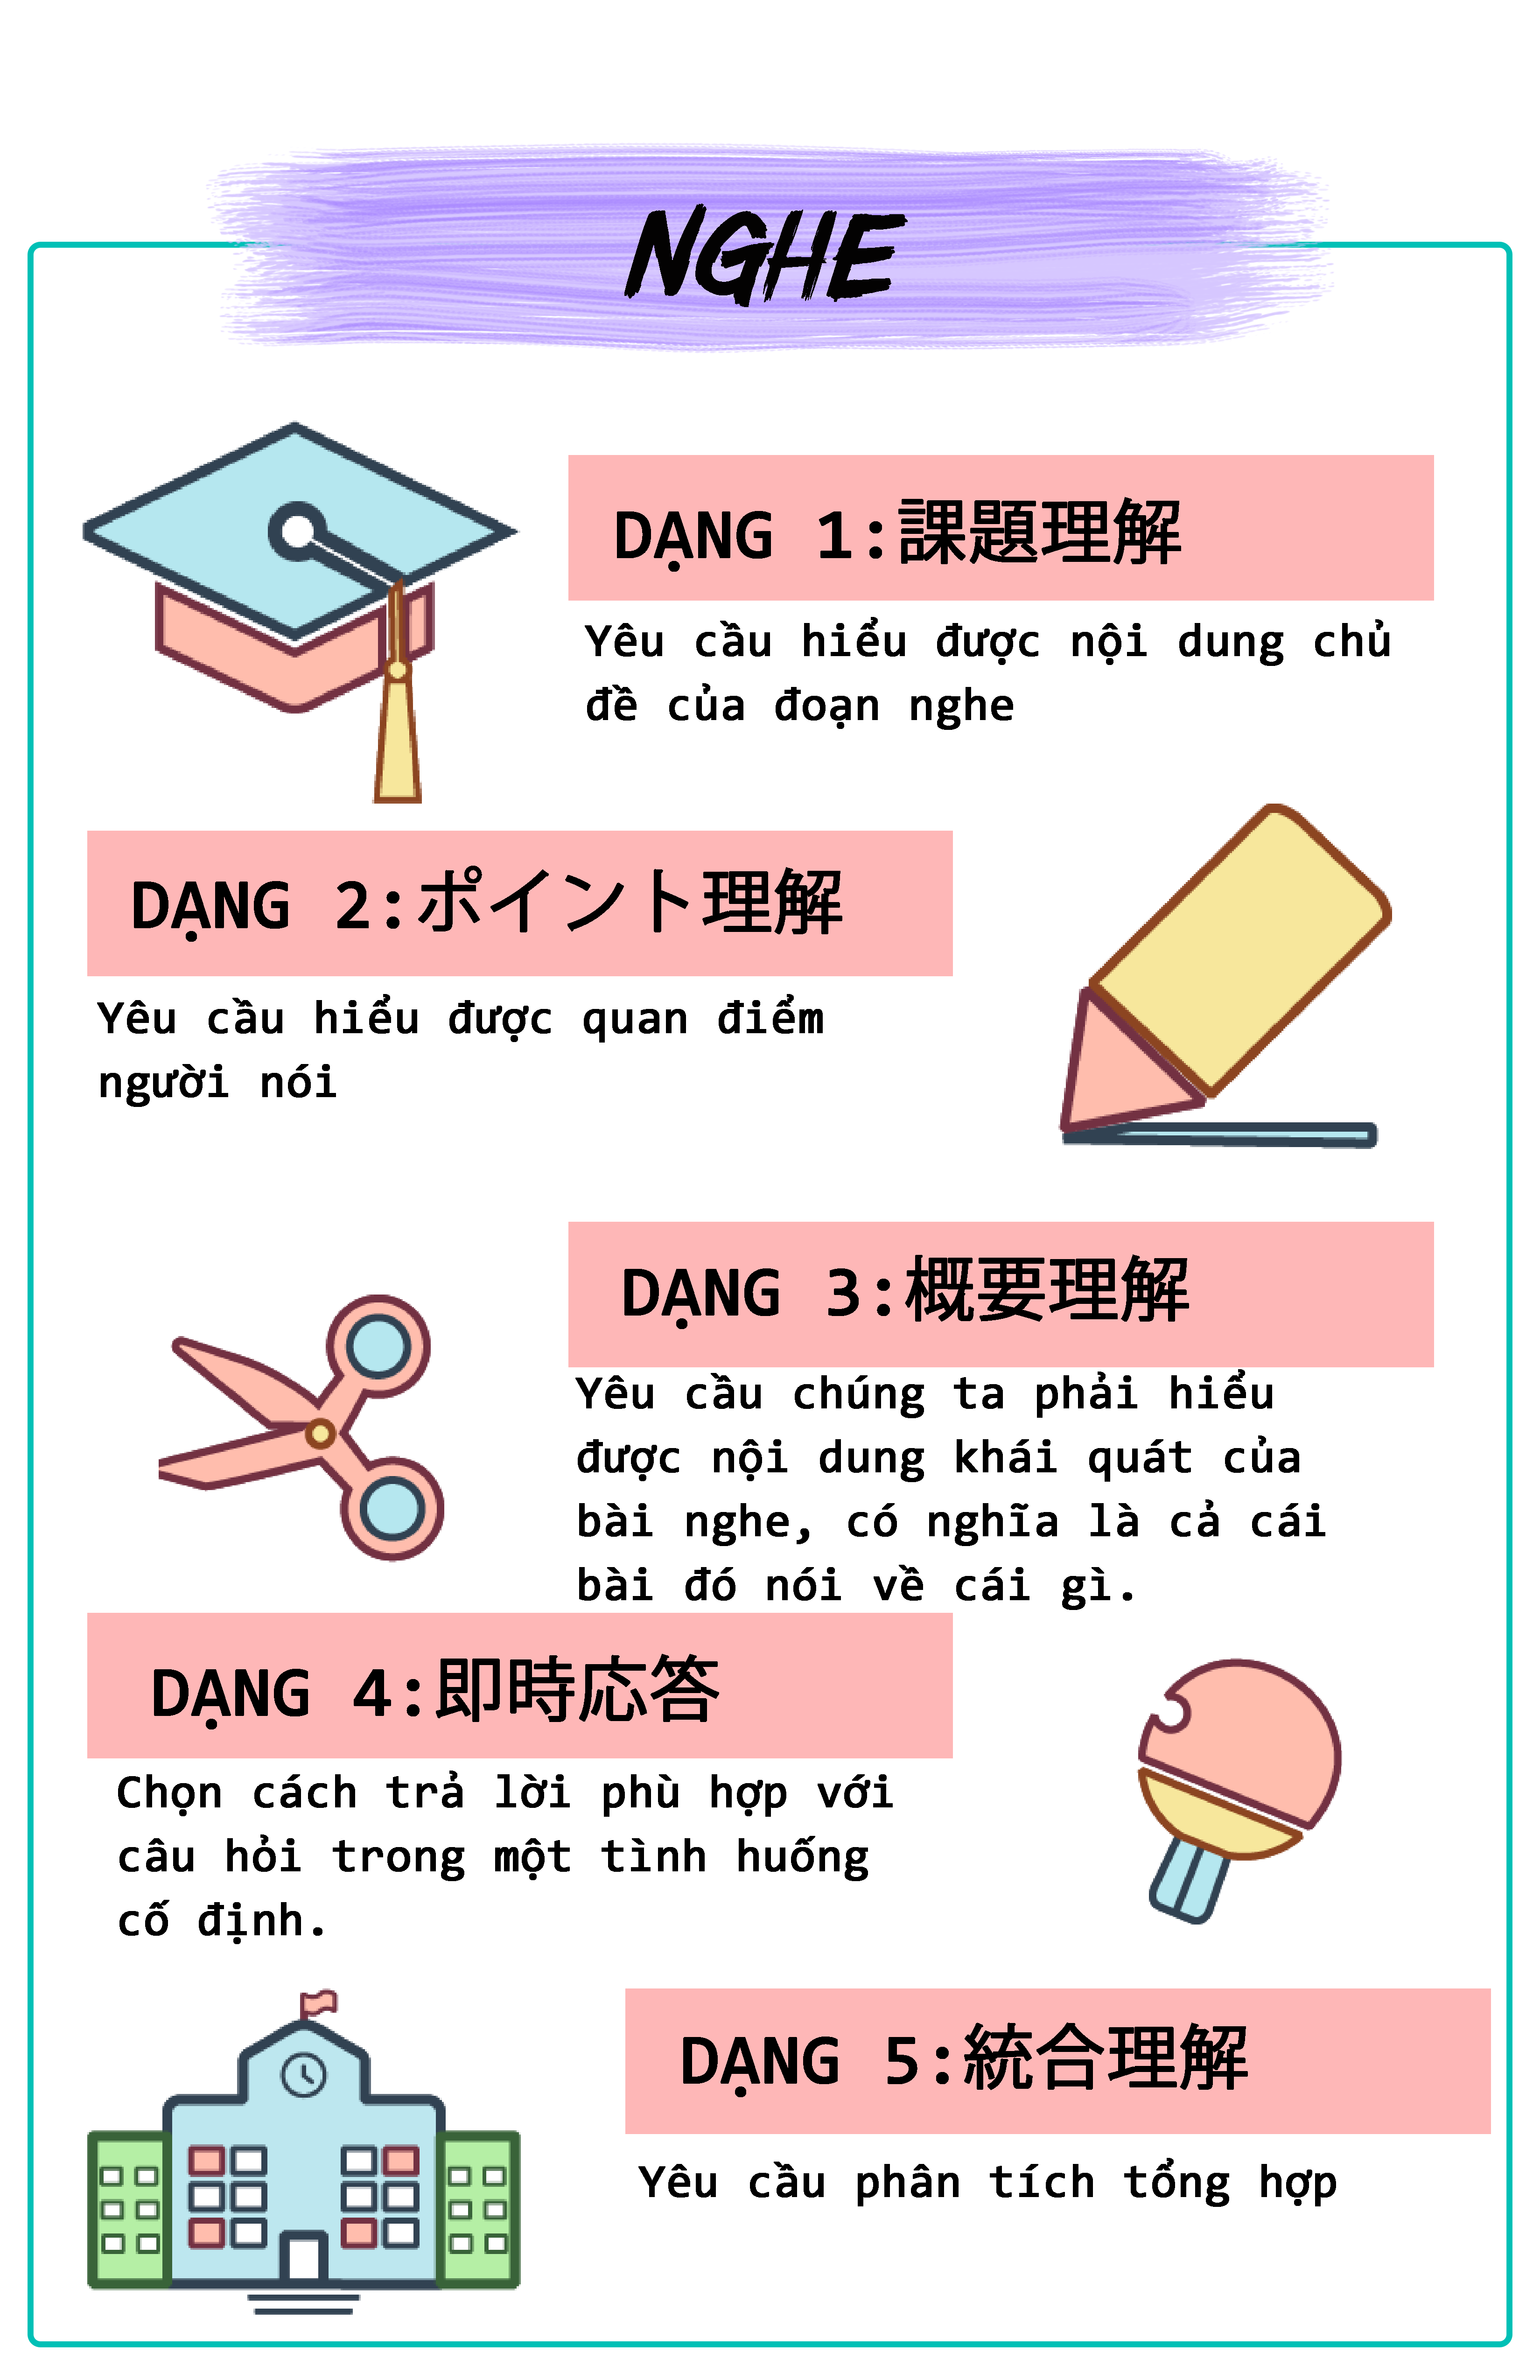 NGHE
DẠNG 1:課題理解
Yêu cầu hiểu được nội dung chủ
đề của đoạn nghe
DẠNG 2:ポイント理解
Yêu cầu hiểu được quan điểm
người nói
DẠNG 3:概要理解
Yêu cầu chúng ta phải hiểu
được nội dung khái quát của
bài nghe, có nghĩa là cả cái
bài đó nói về cái gì.
DẠNG 4:即時応答
Chọn cách trả lời phù hợp với
câu hỏi trong một tình huống
cố định.
DẠNG 5:統合理解
Yêu cầu phân tích tổng hợp